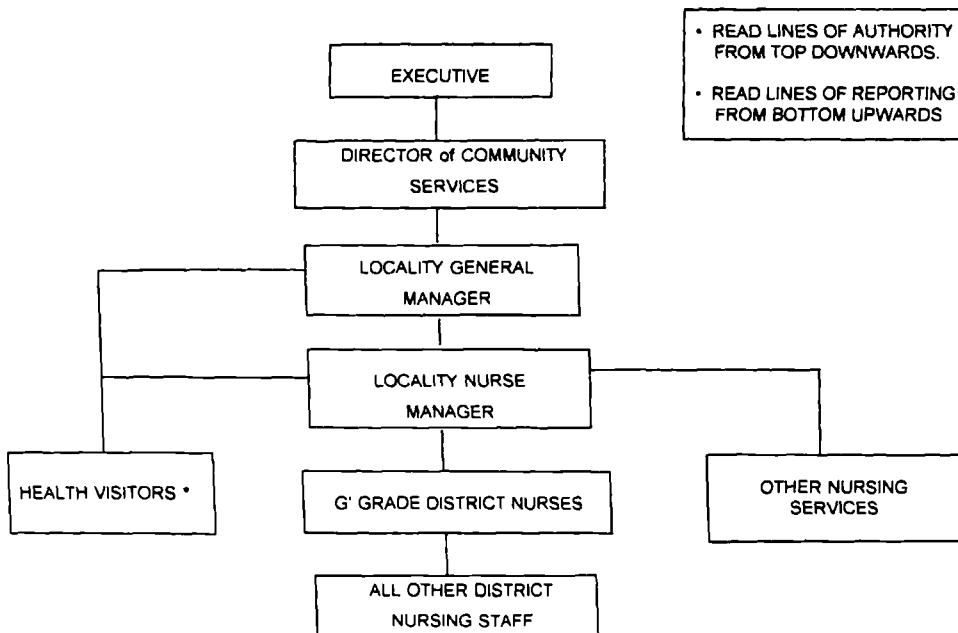 • READ LINES OF AUTHORITY
FROM TOP DOWNWARDS.
• READ LINES OF REPORTING
FROM BOTTOM UPWARDS
EXECUTIVE
DIRECTOR of COMMUNITY
SERVICES
LOCALITY GENERAL
MANAGER
LOCALITY NURSE
MANAGER
HEALTH VISITORS *
G' GRADE DISTRICT NURSES
OTHER NURSING
SERVICES
ALL OTHER DISTRICT
NURSING STAFF